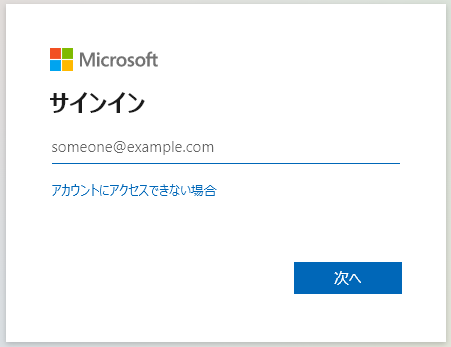 Microsoft
サインイン
someone@example.com
アカウントにアクセスできない場合
次へ